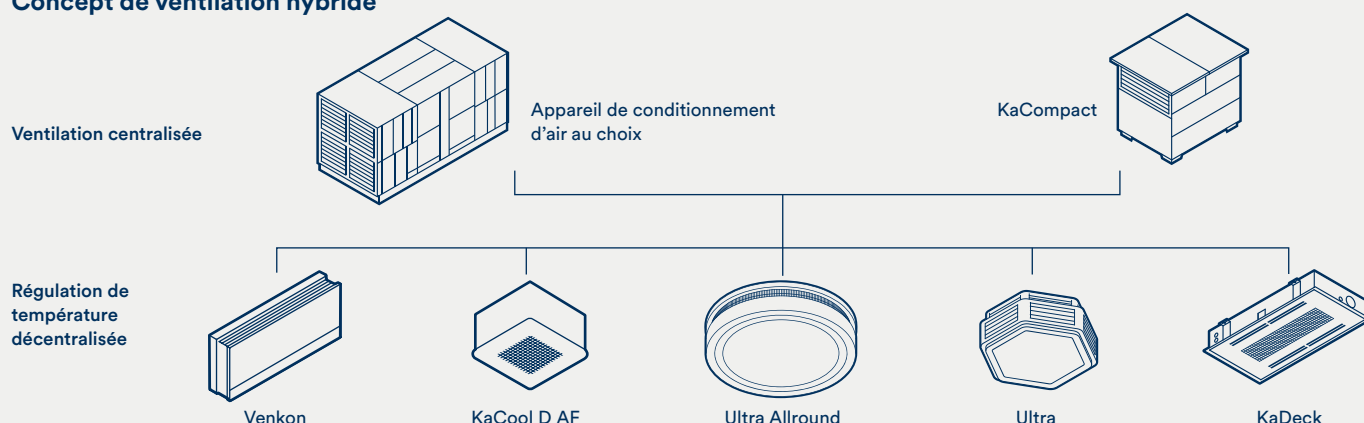 Concept de ventilation hybride
Ventilation centralisée
Appareil de conditionnement
d'air au choix
KaCompact
Régulation de
température
décentralisée
Venkon
KaCool D AF
Ultra Allround
Ultra
KaDeck